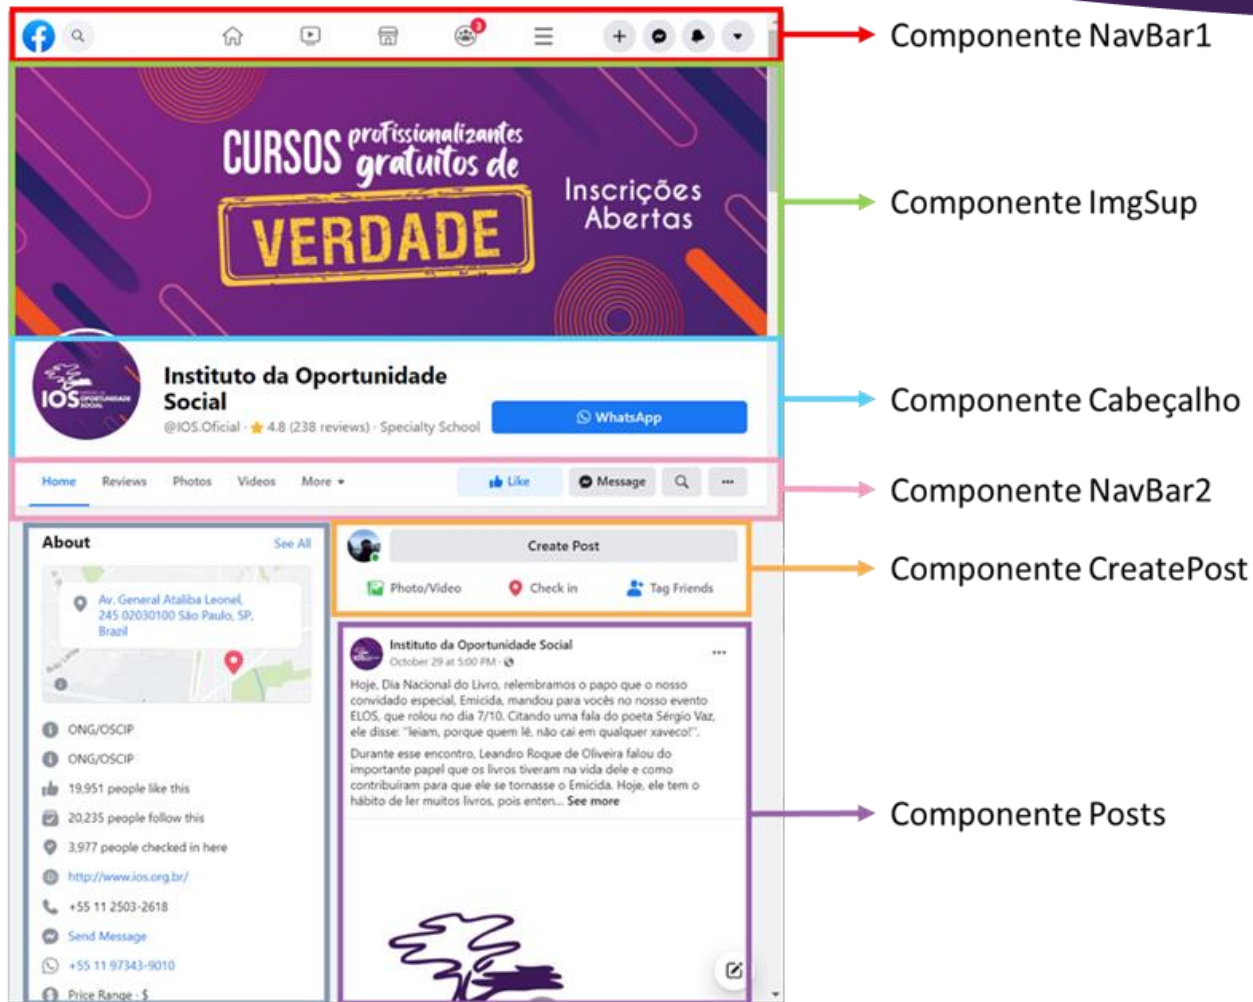 3
Componente NavBar1
CURSOS profissionalizantes
gratuitos de
VERDADE
Inscrições
Abertas
Componente ImgSup
IOS
Instituto da Oportunidade
Social
@IOS.Oficial · 4.8 (238 reviews) · Specialty School
WhatsApp
Componente Cabeçalho
Home Reviews Photos Videos More
Like Message
Componente NavBar2
About See All
Av. General Ataliba Leonel,
245 02030100 São Paulo, SP,
Brazil
ONG/OSCIP
ONG/OSCIP
19,951 people like this
20,235 people follow this
3,977 people checked in here
http://www.ios.org.br/
+55 11 2503-2618
Send Message
+55 11 97343-9010
Price Range · $
Create Post
Photo/Video Check in Tag Friends
Componente CreatePost
Instituto da Oportunidade Social
October 29 at 5:00 PM ·
Hoje, Dia Nacional do Livro, relembramos o papo que o nosso
convidado especial, Emicida, mandou para vocês no nosso evento
ELOS, que rolou no dia 7/10. Citando uma fala do poeta Sérgio Vaz,
ele disse: "leiam, porque quem lê, não cai em qualquer xaveco!".
Durante esse encontro, Leandro Roque de Oliveira falou do
importante papel que os livros tiveram na vida dele e como
contribuíram para que ele se tornasse o Emicida. Hoje, ele tem o
hábito de ler muitos livros, pois enten... See more
Componente Posts